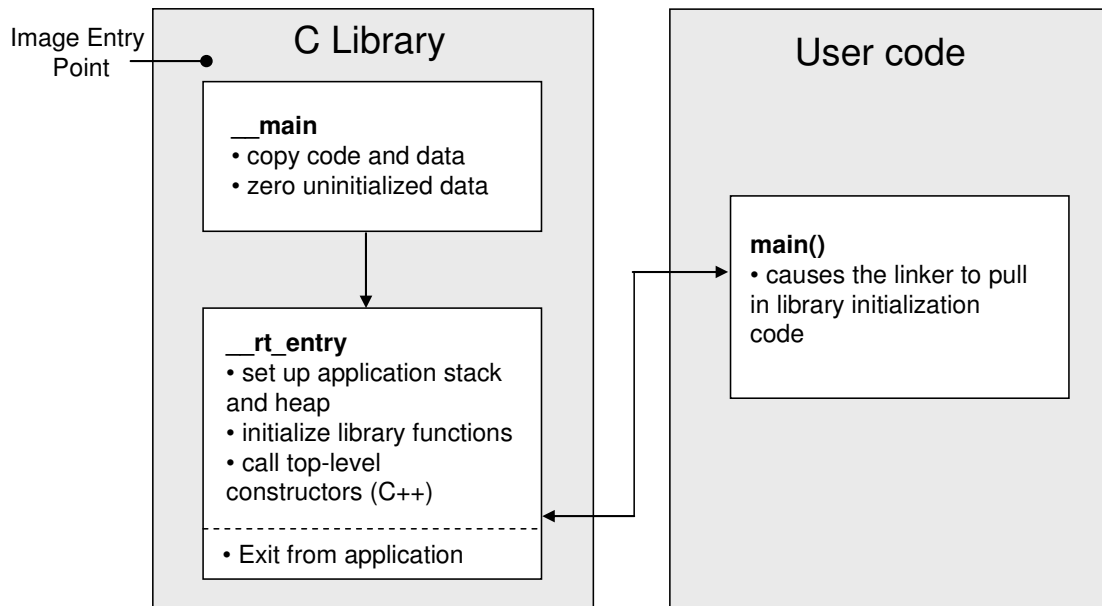 Image Entry
Point
C Library
__main
• copy code and data
• zero uninitialized data
__rt_entry
• set up application stack
and heap
• initialize library functions
• call top-level
constructors (C++)
• Exit from application
User code
main()
• causes the linker to pull
in library initialization
code